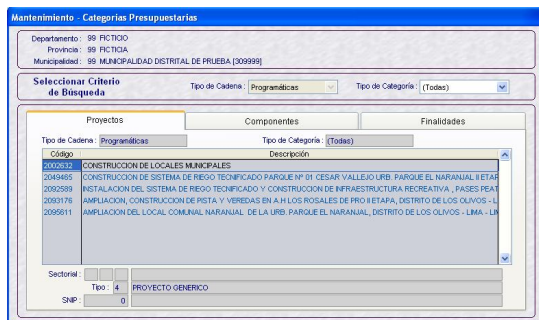 Mantenimiento - Categorías Presupuestarias
Departamento : 99 FICTICIO
Provincia : 99 FICTICIA
Municipalidad : 99 MUNICIPALIDAD DISTRITAL DE PRUEBA [309999]
Seleccionar Criterio de Búsqueda Tipo de Cadena : Programáticas Tipo de Categoría : (Todas)
Proyectos Componentes Finalidades
Tipo de Cadena : Programáticas Tipo de Categoría : (Todas)
Código Descripción
2002632 CONSTRUCCION DE LOCALES MUNICIPALES
2049465 CONSTRUCCION DE SISTEMA DE RIEGO TECNIFICADO PARQUE Nº 01 CESAR VALLEJO URB. PARQUE EL NARANJAL II ETAP
2092589 INSTALACION DEL SISTEMA DE RIEGO TECNIFICADO Y CONSTRUCCION DE INFRAESTRUCTURA RECREATIVA , PASES PEAT
2093176 AMPLIACION, CONSTRUCCION DE PISTA Y VEREDAS EN A.H LOS ROSALES DE PRO II ETAPA, DISTRITO DE LOS OLIVOS - L
2095611 AMPLIACION DEL LOCAL COMUNAL NARANJAL DE LA URB. PARQUE EL NARANJAL, DISTRITO DE LOS OLIVOS - LIMA - LIM
Sectorial :
Tipo : 4 PROYECTO GENERICO
SNIP : 0